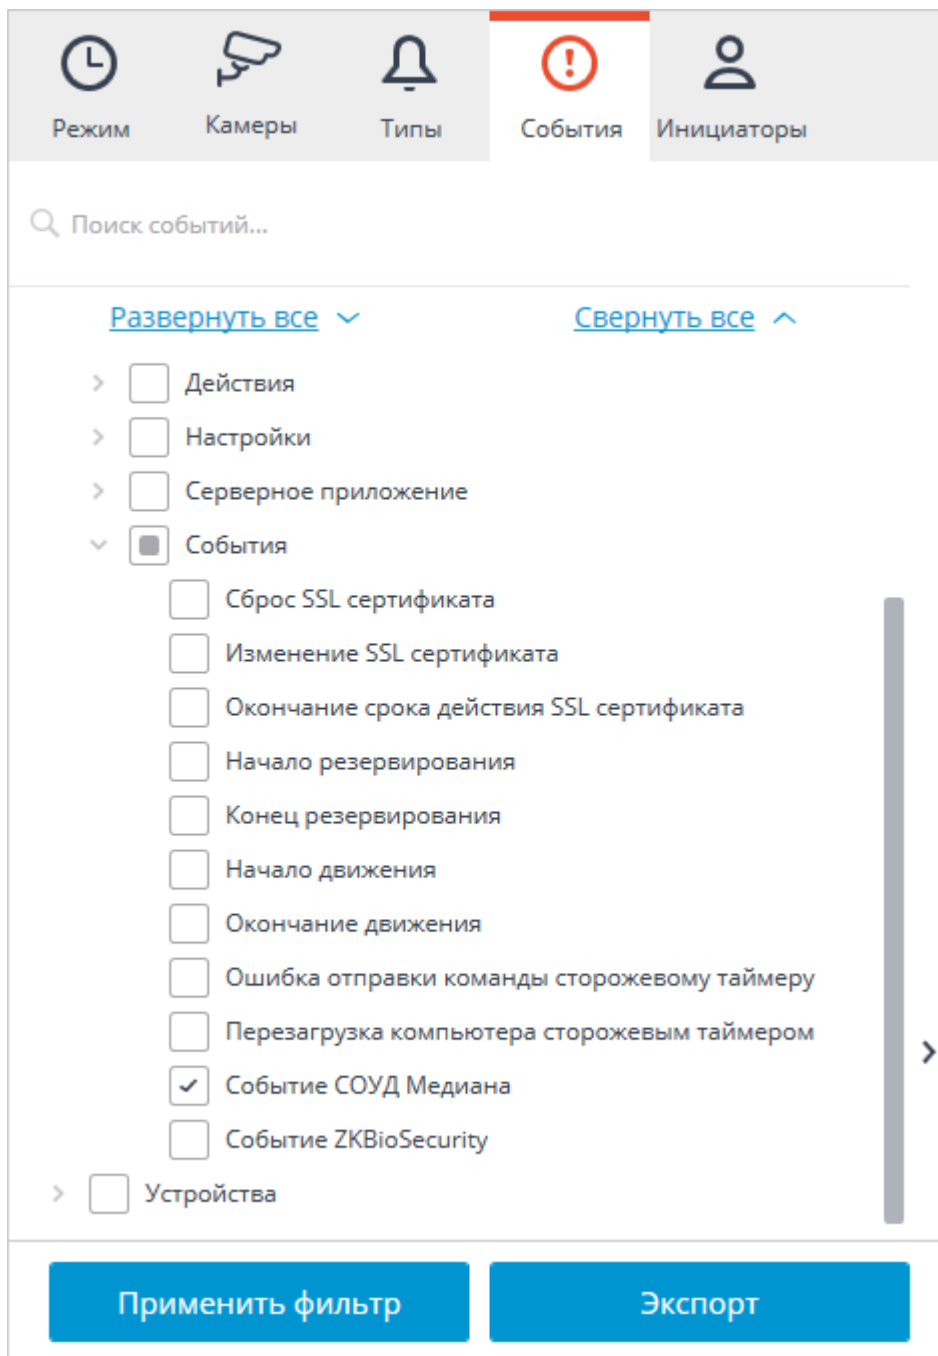 Режим
Камеры
Типы
События
Инициаторы
Поиск событий...
Развернуть все
Свернуть все
Действия
Настройки
Серверное приложение
События
Сброс SSL сертификата
Изменение SSL сертификата
Окончание срока действия SSL сертификата
Начало резервирования
Конец резервирования
Начало движения
Окончание движения
Ошибка отправки команды сторожевому таймеру
Перезагрузка компьютера сторожевым таймером
Событие СОУД Медиана
Событие ZKBioSecurity
Устройства
Применить фильтр
Экспорт